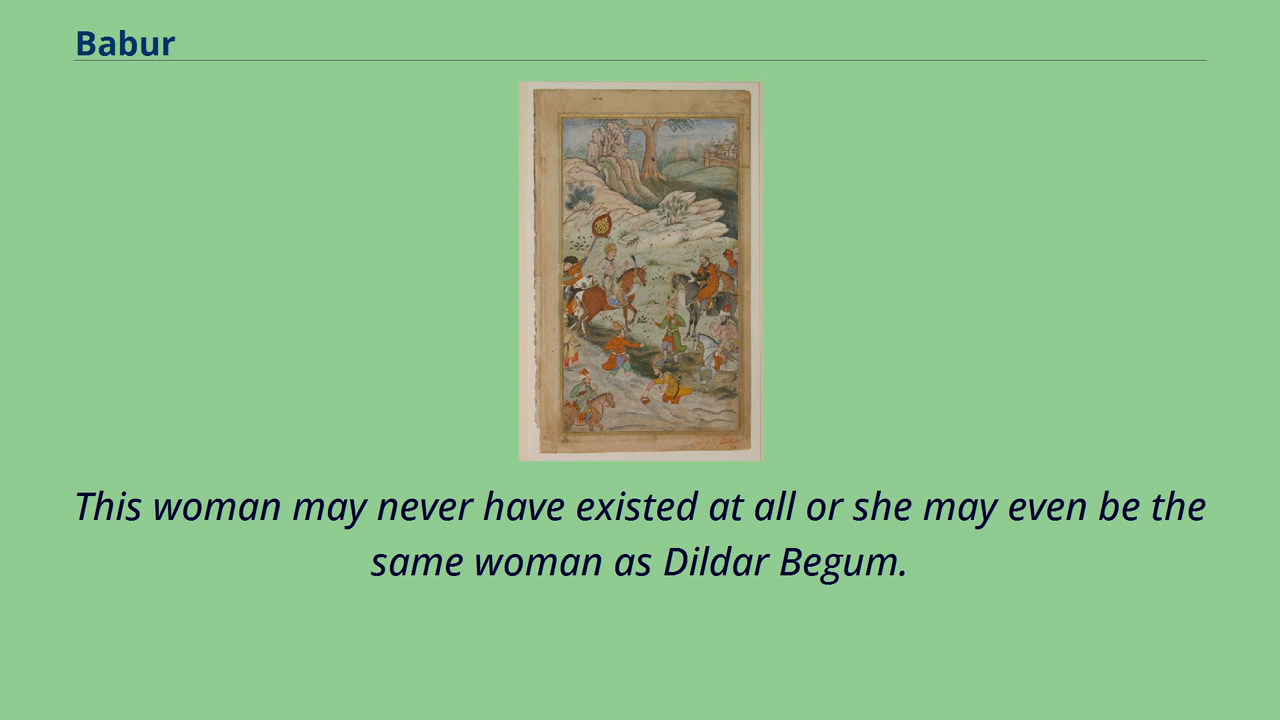 Babur
This woman may never have existed at all or she may even be the
same woman as Dildar Begum.